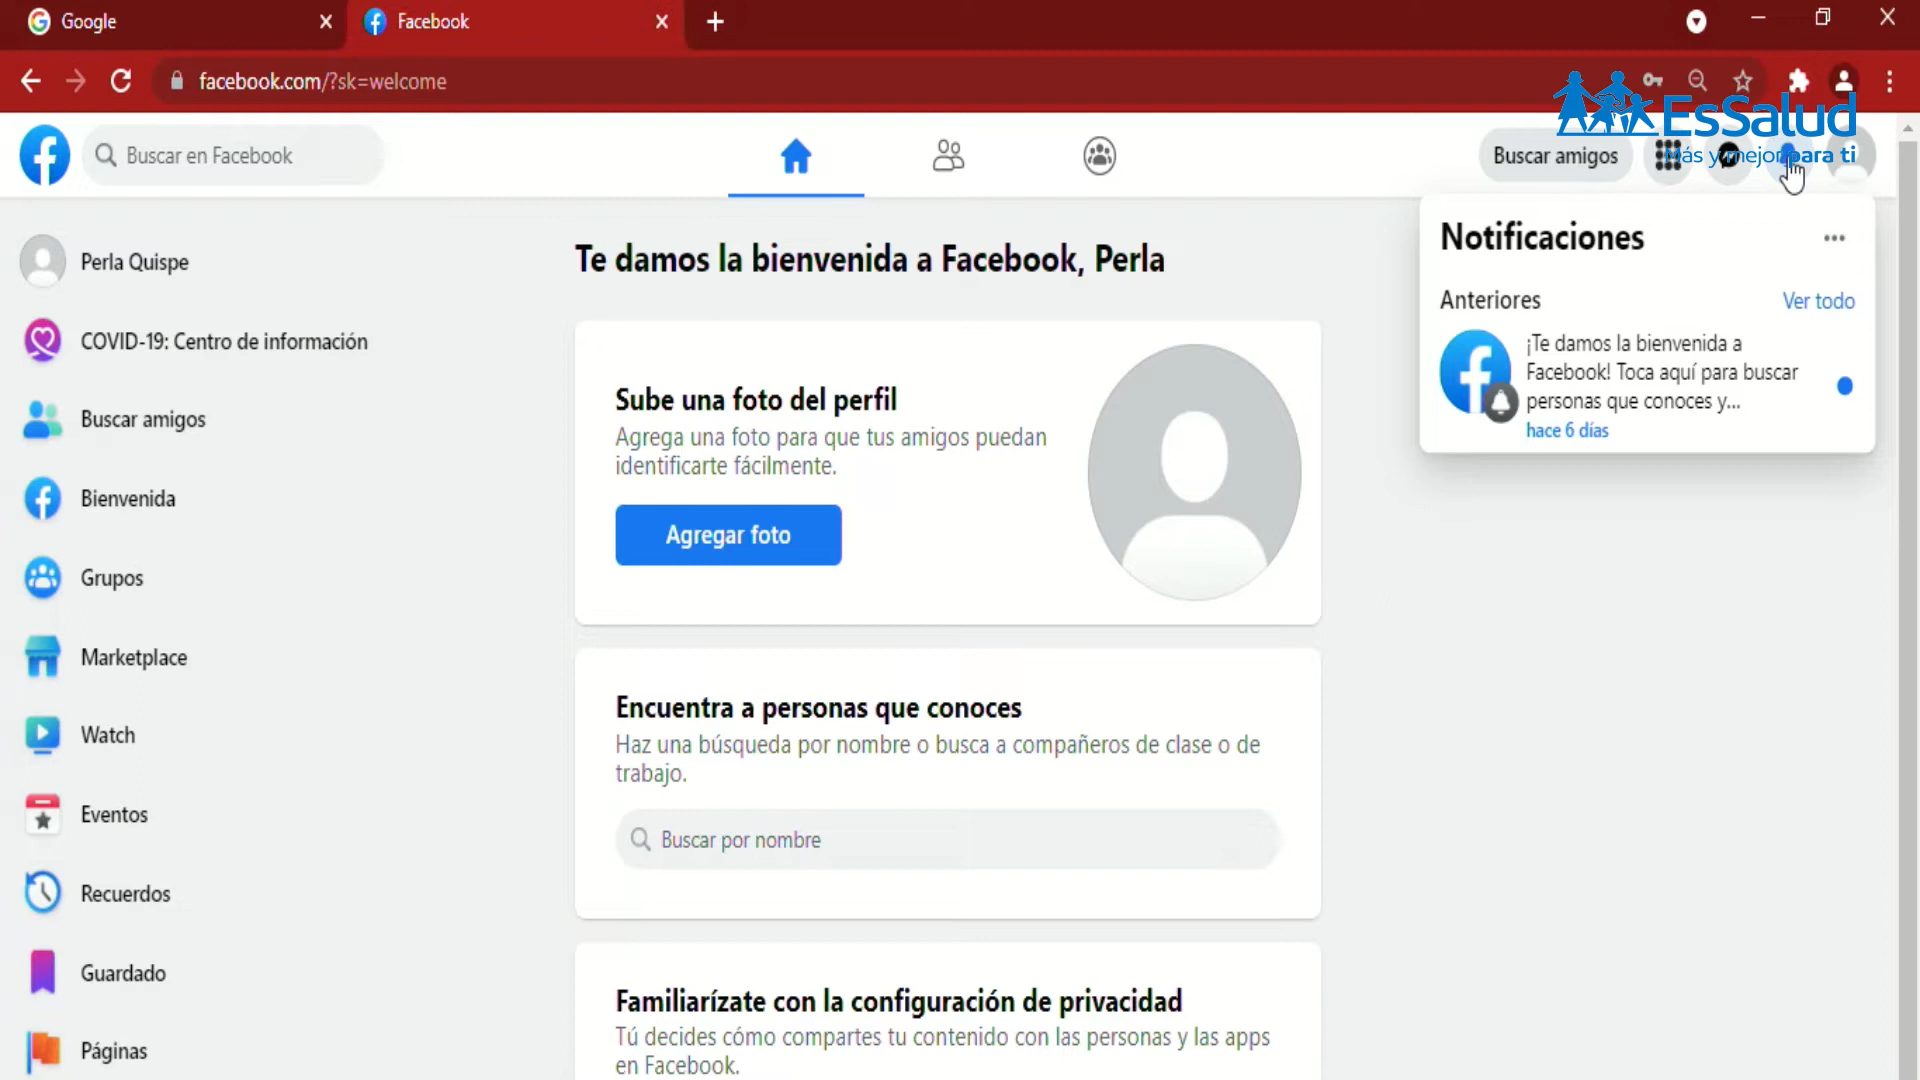 Google
Facebook
facebook.com/?sk=welcome
EsSalud
Más y mejor para ti
Buscar en Facebook
Buscar amigos
Notificaciones
Anteriores
Ver todo
¡Te damos la bienvenida a
Facebook! Toca aquí para buscar
personas que conoces y...
hace 6 días
Perla Quispe
COVID-19: Centro de información
Buscar amigos
Bienvenida
Grupos
Marketplace
Watch
Eventos
Recuerdos
Guardado
Páginas
Te damos la bienvenida a Facebook, Perla
Sube una foto del perfil
Agrega una foto para que tus amigos puedan
identificarte fácilmente.
Agregar foto
Encuentra a personas que conoces
Haz una búsqueda por nombre o busca a compañeros de clase o de
trabajo.
Buscar por nombre
Familiarízate con la configuración de privacidad
Tú decides cómo compartes tu contenido con las personas y las apps
en Facebook.